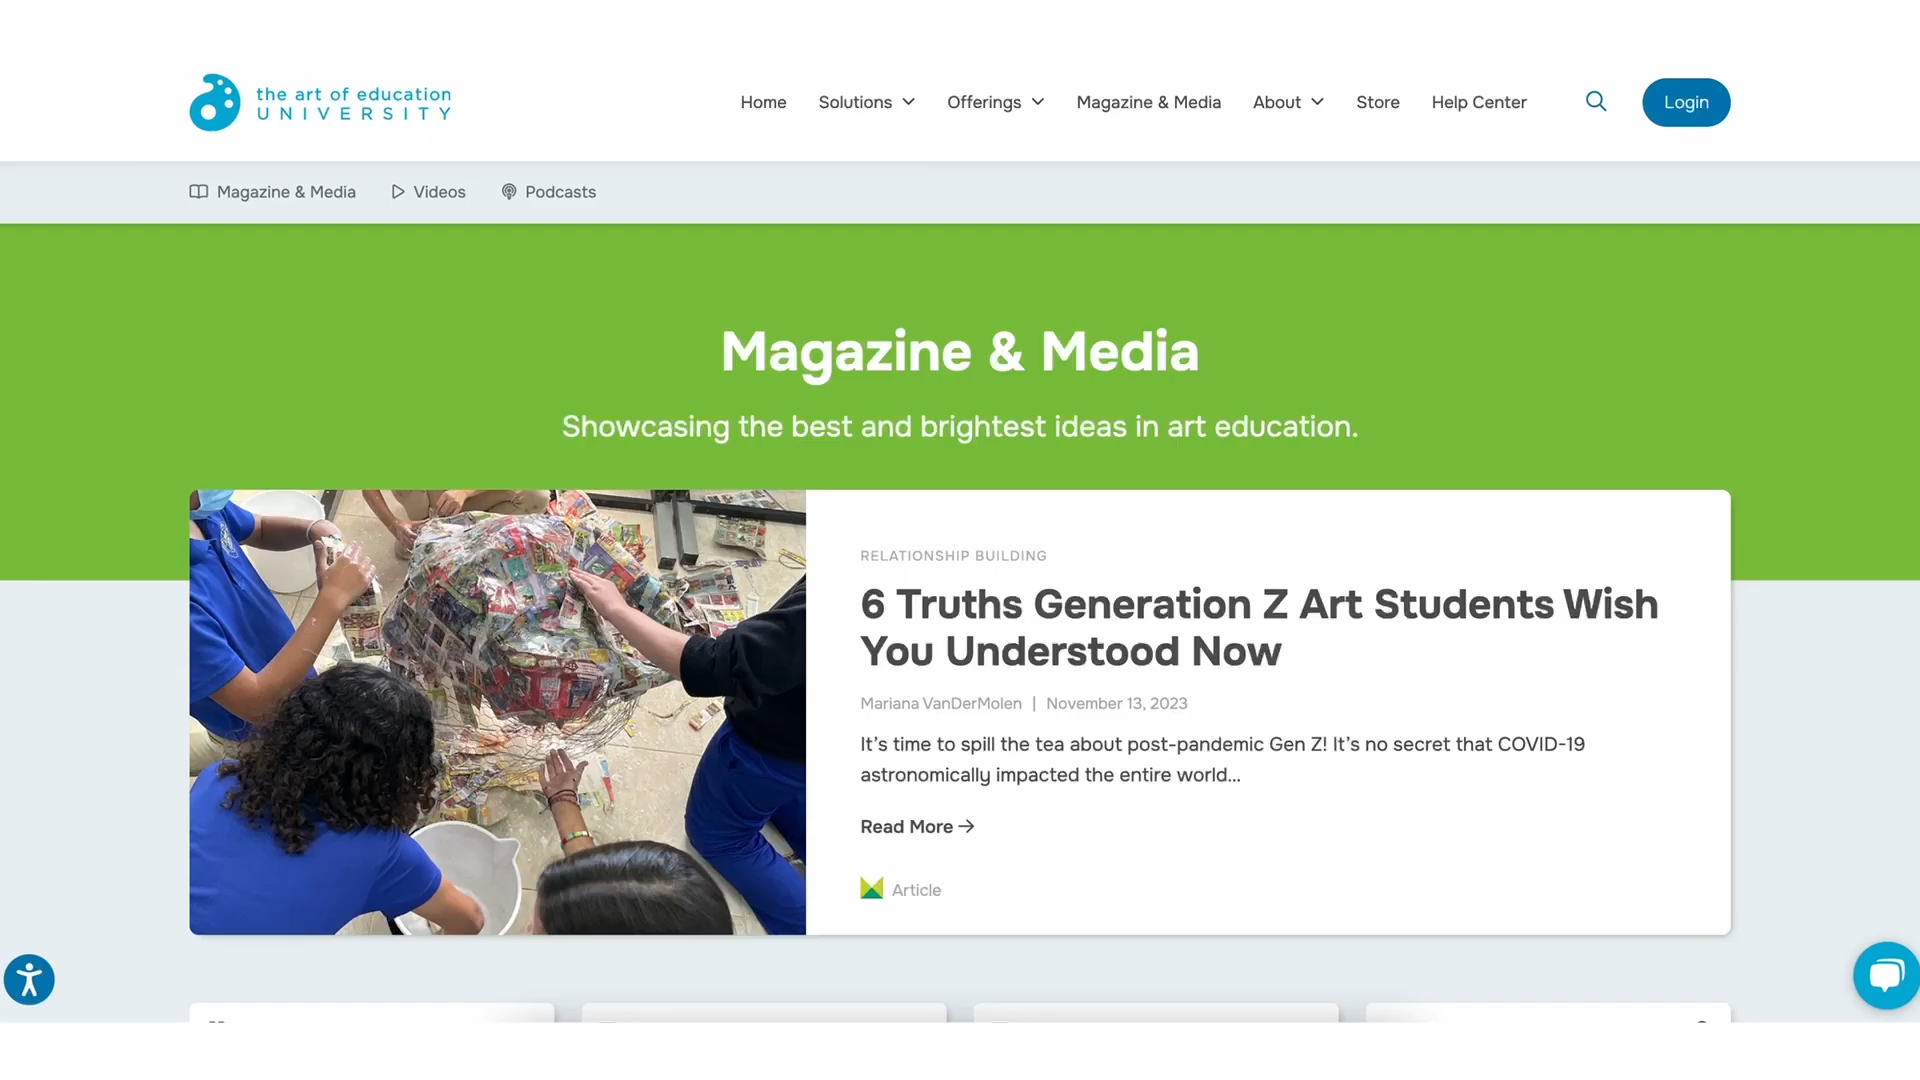 the art of education
UNIVERSITY
Home
Solutions
Offerings
Magazine & Media
About
Store
Help Center
Login
Magazine & Media
Videos
Podcasts
Magazine & Media
Showcasing the best and brightest ideas in art education.
RELATIONSHIP BUILDING
6 Truths Generation Z Art Students Wish
You Understood Now
Mariana VanDerMolen | November 13, 2023
It’s time to spill the tea about post-pandemic Gen Z! It’s no secret that COVID-19
astronomically impacted the entire world...
Read More
Article